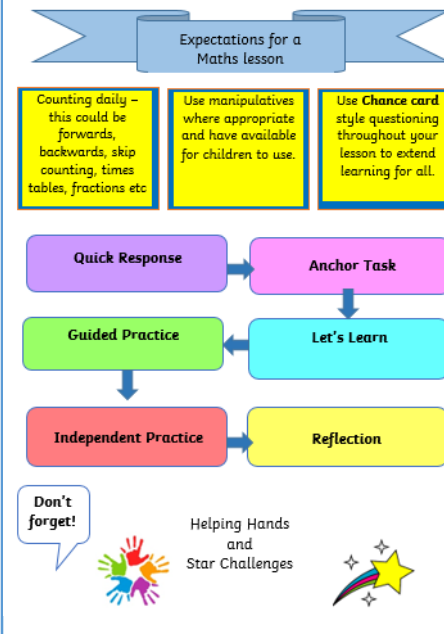 Expectations for a
Maths lesson
Counting daily –
this could be
forwards,
backwards, skip
counting, times
tables, fractions etc
Use manipulatives
where appropriate
and have available
for children to use.
Use Chance card
style questioning
throughout your
lesson to extend
learning for all.
Quick Response
Anchor Task
Let's Learn
Guided Practice
Independent Practice
Reflection
Don't
forget!
Helping Hands
and
Star Challenges